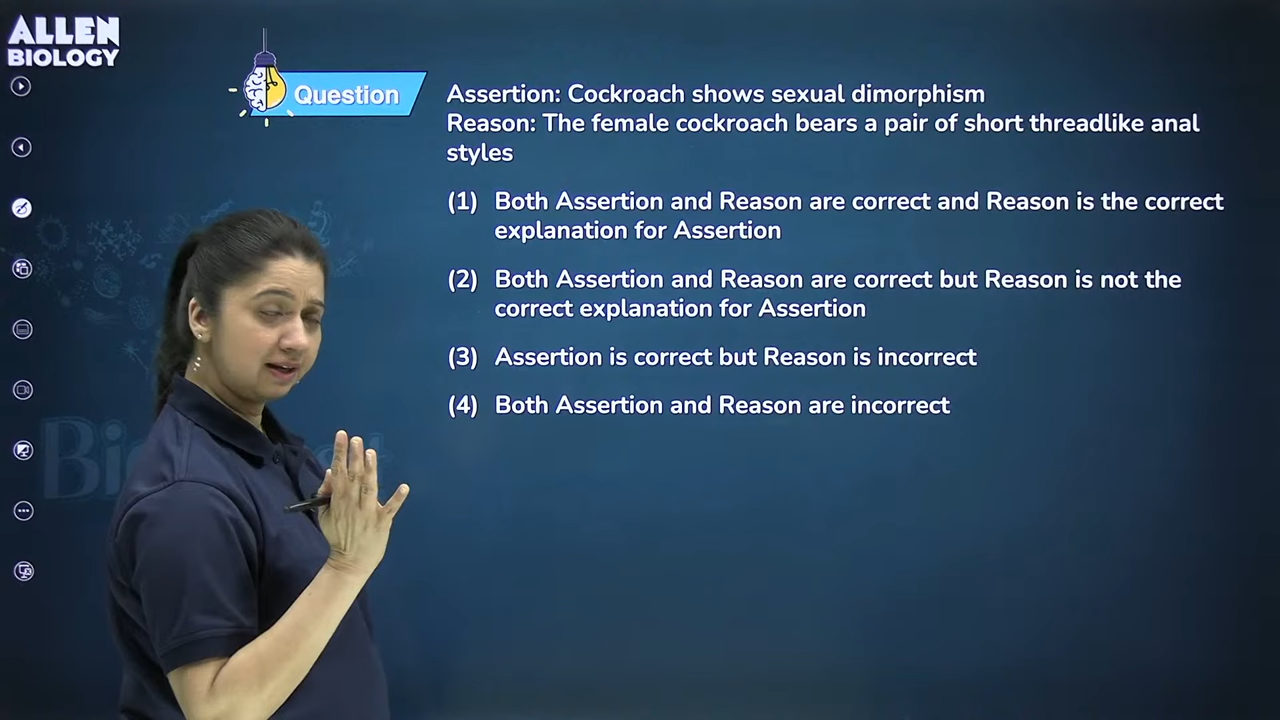 ALLEN
BIOLOGY
Question
Assertion: Cockroach shows sexual dimorphism
Reason: The female cockroach bears a pair of short threadlike anal
styles
(1) Both Assertion and Reason are correct and Reason is the correct
explanation for Assertion
(2) Both Assertion and Reason are correct but Reason is not the
correct explanation for Assertion
(3) Assertion is correct but Reason is incorrect
(4) Both Assertion and Reason are incorrect